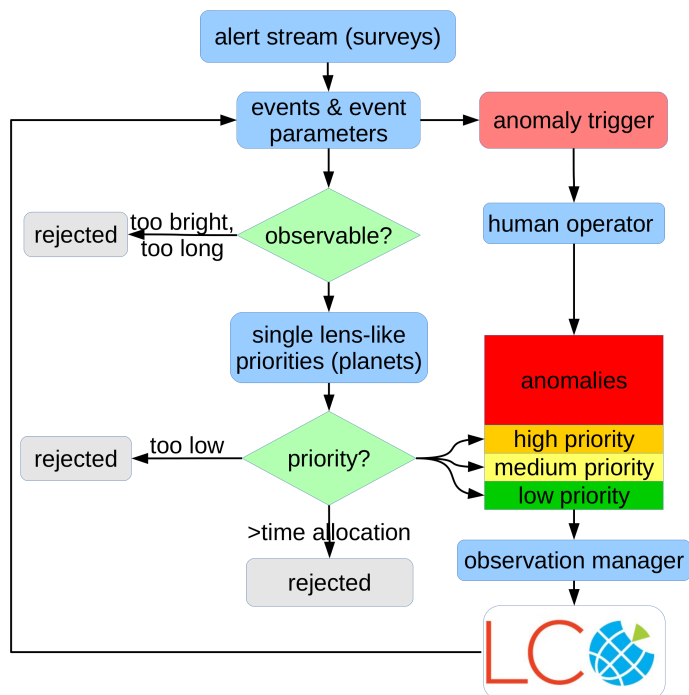 alert stream (surveys)
events & event
parameters
anomaly trigger
too bright,
too long
rejected
observable?
human operator
single lens-like
priorities (planets)
anomalies
high priority
medium priority
low priority
too low
rejected
priority?
>time allocation
rejected
observation manager
LCO